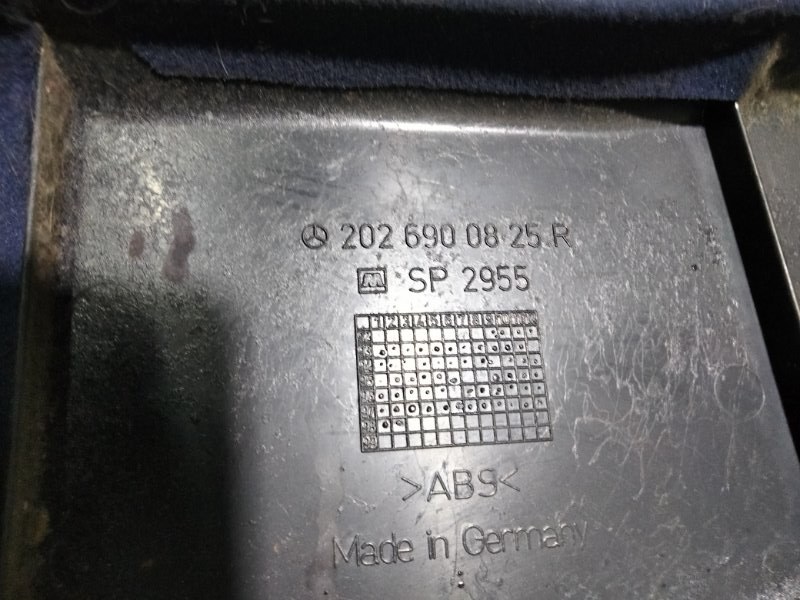 202 690 08 25 R
M SP 2955
>ABS<
Made in Germany